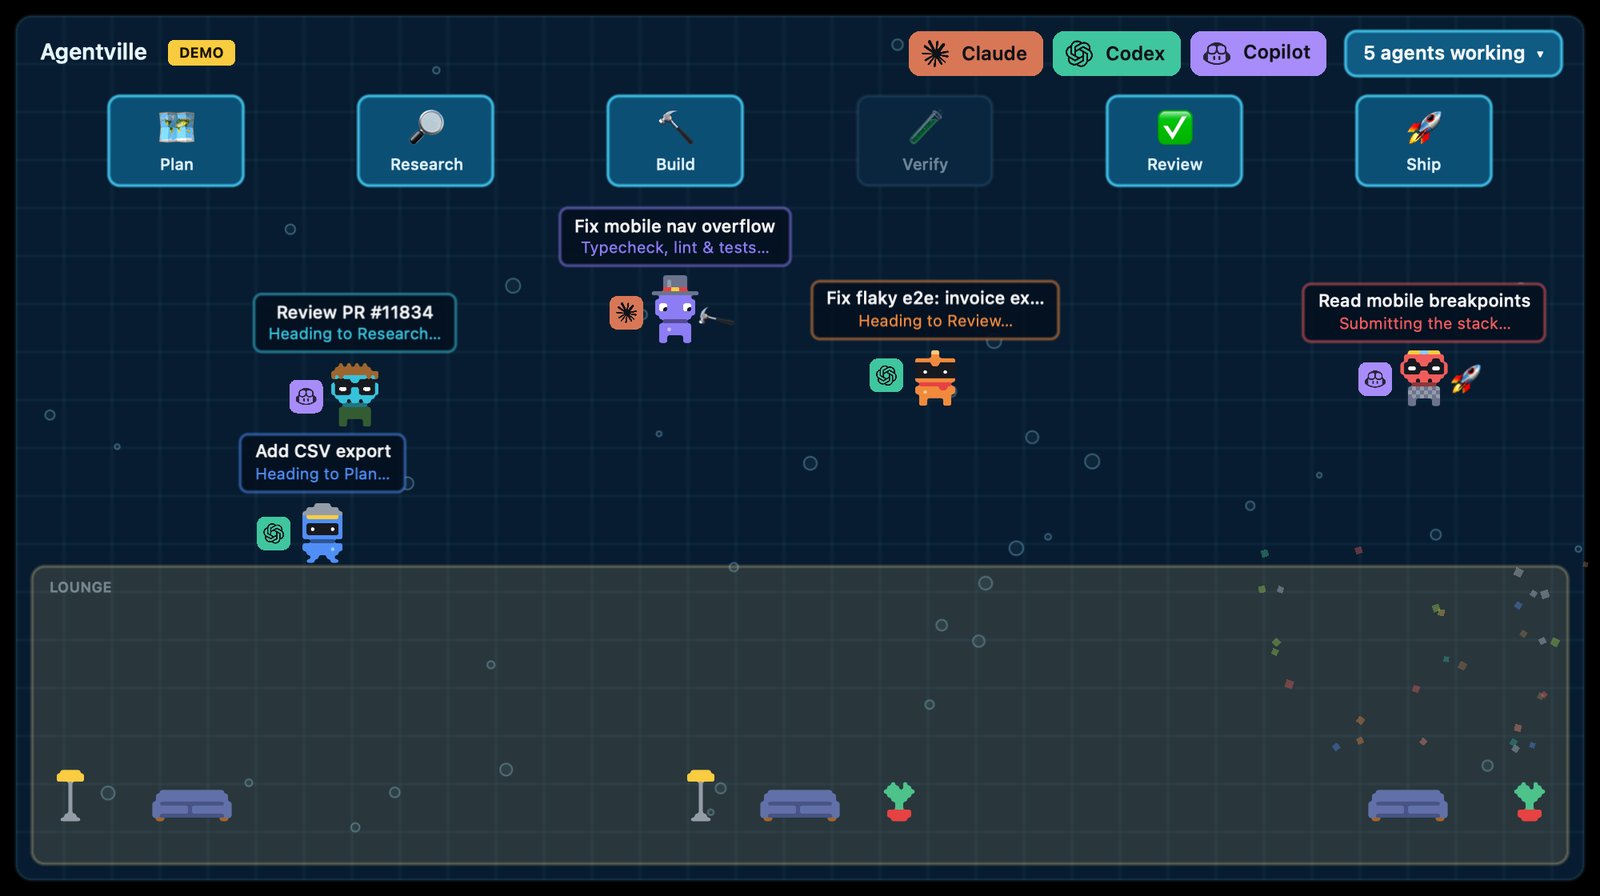 Agentville
DEMO
Claude
Codex
Copilot
5 agents working
Plan
Research
Build
Verify
Review
Ship
Fix mobile nav overflow
Typecheck, lint & tests...
Review PR #11834
Heading to Research...
Fix flaky e2e: invoice ex...
Heading to Review...
Read mobile breakpoints
Submitting the stack...
Add CSV export
Heading to Plan...
LOUNGE